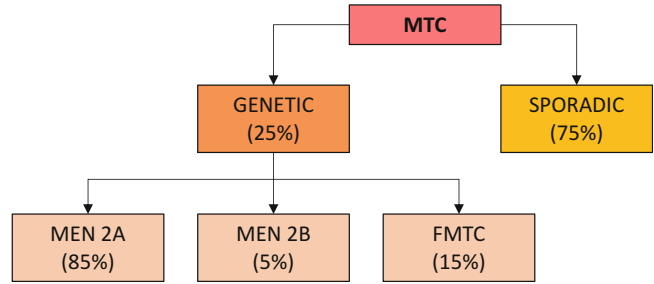 MTC
GENETIC
(25%)
SPORADIC
(75%)
MEN 2A
(85%)
MEN 2B
(5%)
FMTC
(15%)